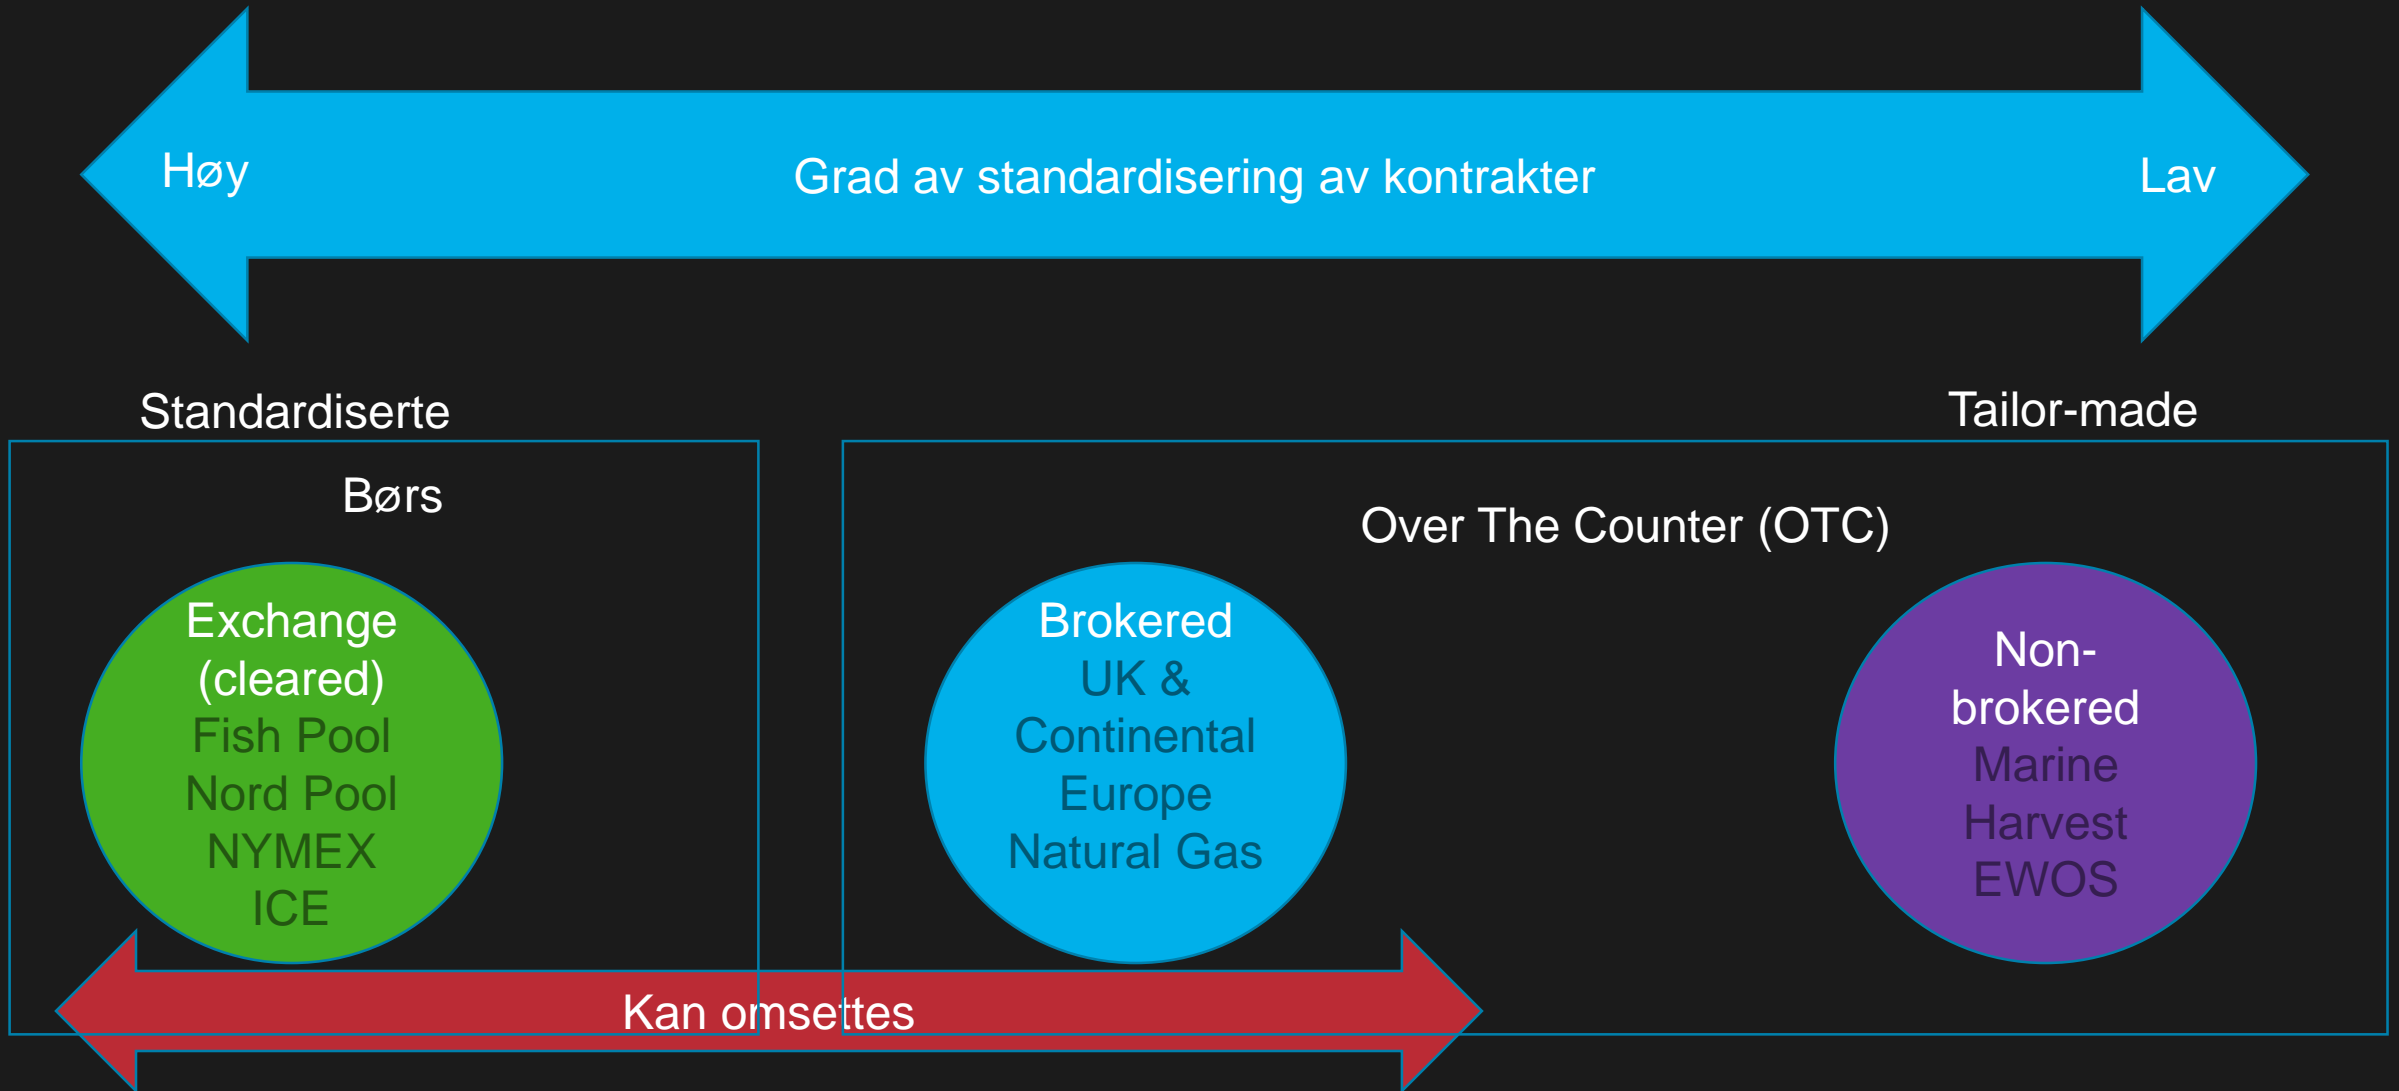 Høy
Grad av standardisering av kontrakter
Lav
Standardiserte
Tailor-made
Børs
Over The Counter (OTC)
Exchange
(cleared)
Fish Pool
Nord Pool
NYMEX
ICE
Brokered
UK &
Continental
Europe
Natural Gas
Non-
brokered
Marine
Harvest
EWOS
Kan omsettes